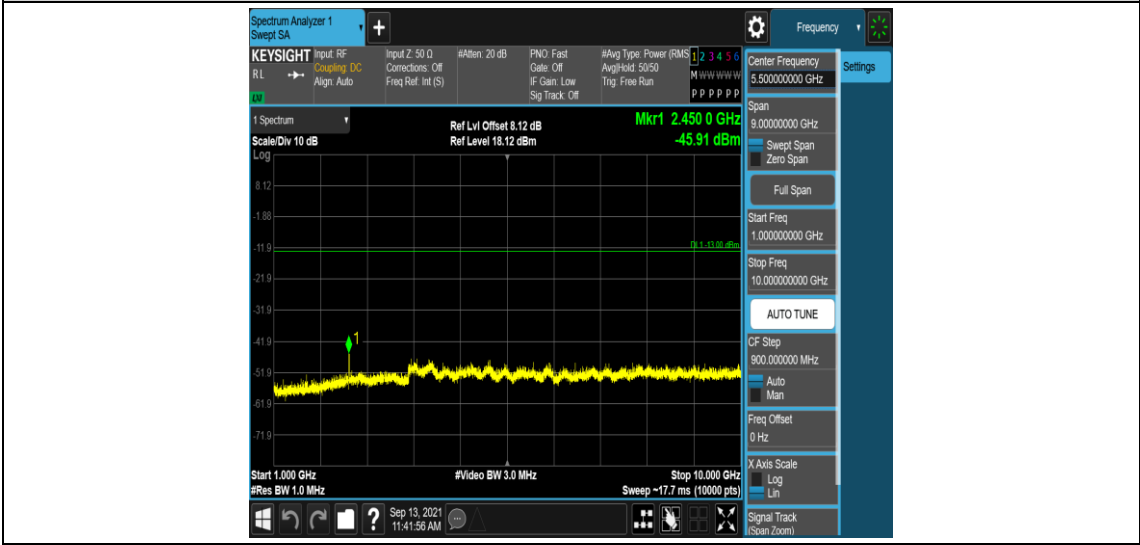 Spectrum Analyzer 1
Swept SA
Frequency
KEYSIGHT
RL
LM
Input: RF
Coupling: DC
Align: Auto
Input Z: 50 Ω
Corrections: Off
Freq Ref: Int (S)
#Atten: 20 dB
PNO: Fast
Gate: Off
IF Gain: Low
Sig Track: Off
#Avg Type: Power (RMS
Avg|Hold: 50/50
Trig: Free Run
1 2 3 4 5 6
M W W W W W
P P P P P P
1 Spectrum
Scale/Div 10 dB
Log
Ref Lvl Offset 8.12 dB
Ref Level 18.12 dBm
Mkr1 2.450 0 GHz
-45.91 dBm
8.12
-1.88
-11.9
DL1 -13.00 dBm
-21.9
-31.9
-41.9
1
-51.9
-61.9
-71.9
Start 1.000 GHz
#Video BW 3.0 MHz
Stop 10.000 GHz
#Res BW 1.0 MHz
Sweep ~17.7 ms (10000 pts)
Sep 13, 2021
11:41:56 AM
?
Center Frequency
5.500000000 GHz
Settings
Span
9.00000000 GHz
Swept Span
Zero Span
Full Span
Start Freq
1.000000000 GHz
Stop Freq
10.000000000 GHz
AUTO TUNE
CF Step
900.000000 MHz
Auto
Man
Freq Offset
0 Hz
X Axis Scale
Log
Lin
Signal Track
(Span Zoom)